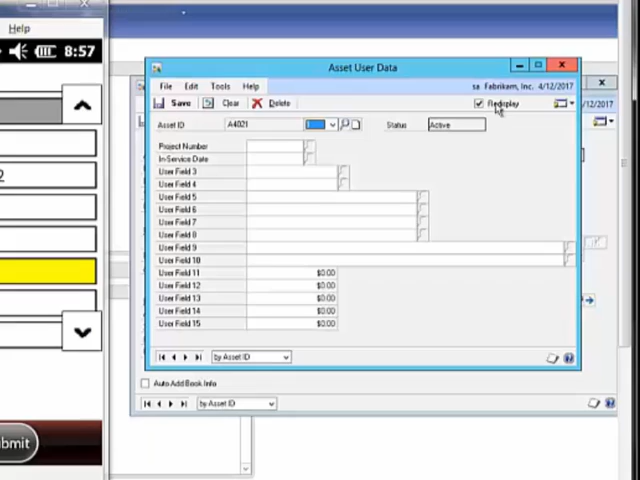 Help
8:57
2
ubmit
Asset User Data
File Edit Tools Help
sa Fabrikam, Inc. 4/12/2017
Save Clear Delete
Redisplay
/12/2017
Asset ID A4021
Status Active
Project Number
In-Service Date
User Field 3
User Field 4
User Field 5
User Field 6
User Field 7
User Field 8
User Field 9
User Field 10
User Field 11 $0.00
User Field 12 $0.00
User Field 13 $0.00
User Field 14 $0.00
User Field 15 $0.00
by Asset ID
Auto Add Book Info
by Asset ID